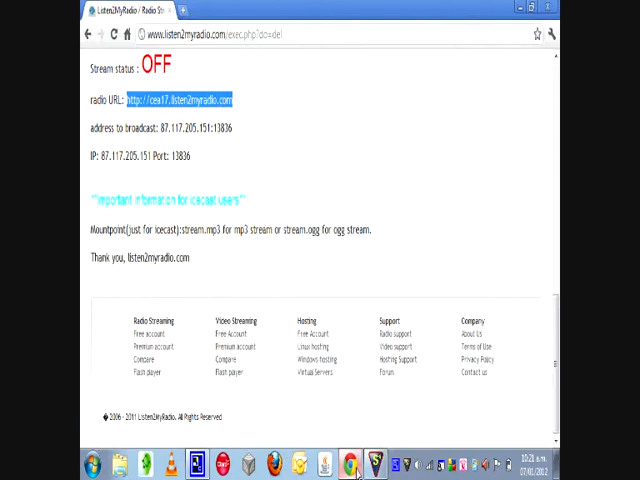 Listen2MyRadio / Radio Str
www.listen2myradio.com/exec.php?do=del
Stream status : OFF
radio URL: http://cea17.listen2myradio.com
address to broadcast: 87.117.205.151:13836
IP: 87.117.205.151 Port: 13836
**Important information for icecast users**
Mountpoint(just for icecast):stream.mp3 for mp3 stream or stream.ogg for ogg stream.
Thank you, listen2myradio.com
Radio Streaming Video Streaming Hosting Support Company
Free account Free Account Free Account Radio support About Us
Premium account Premium account Linux hosting Video support Terms of Use
Compare Compare Windows hosting Hosting Support Privacy Policy
Flash player Flash player Virtual Servers Forum Contact us
� 2006 - 2011 Listen2MyRadio. All Rights Reserved
10:21 a.m.
07/01/2012